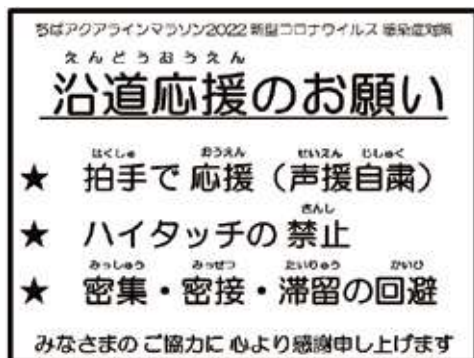 ちばアクアラインマラソン2022 新型コロナウイルス 感染症対策
えんどうおうえん
沿道応援のお願い
はくしゅ おうえん せいえん じしゅく
★ 拍手で 応援（声援自粛）
きんし
★ ハイタッチの 禁止
みっしゅう みっせつ たいりゅう かいひ
★ 密集・密接・滞留の回避
みなさまの ご協力に 心より感謝申し上げます